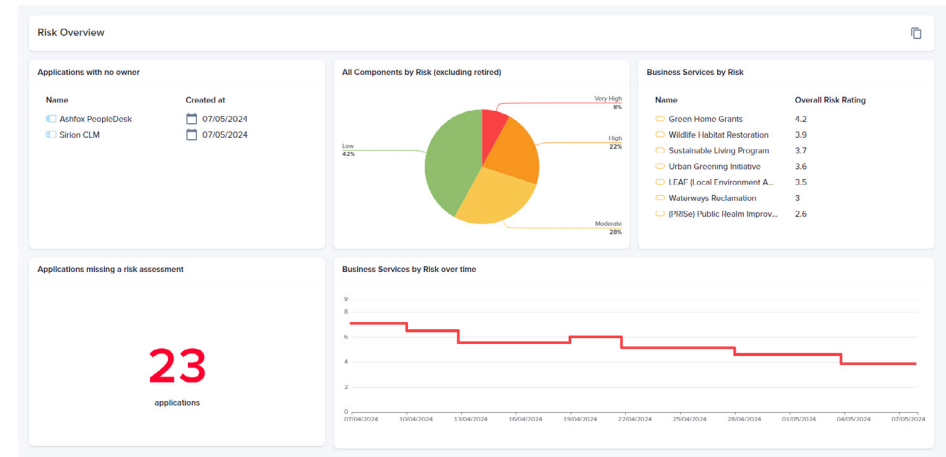 Risk Overview
Applications with no owner
Name Created at
Ashfox PeopleDesk 07/05/2024
Sirion CLM 07/05/2024
All Components by Risk (excluding retired)
Very High
8%
High
22%
Low
42%
Moderate
28%
Business Services by Risk
Name Overall Risk Rating
Green Home Grants 4.2
Wildlife Habitat Restoration 3.9
Sustainable Living Program 3.7
Urban Greening Initiative 3.6
LEAF (Local Environment A... 3.5
Waterways Reclamation 3
(PRISe) Public Realm Improv... 2.6
Applications missing a risk assessment
23
applications
Business Services by Risk over time
9
8
6
4
2
0
07/04/2024 10/04/2024 13/04/2024 16/04/2024 19/04/2024 22/04/2024 25/04/2024 28/04/2024 01/05/2024 04/05/2024 07/05/2024